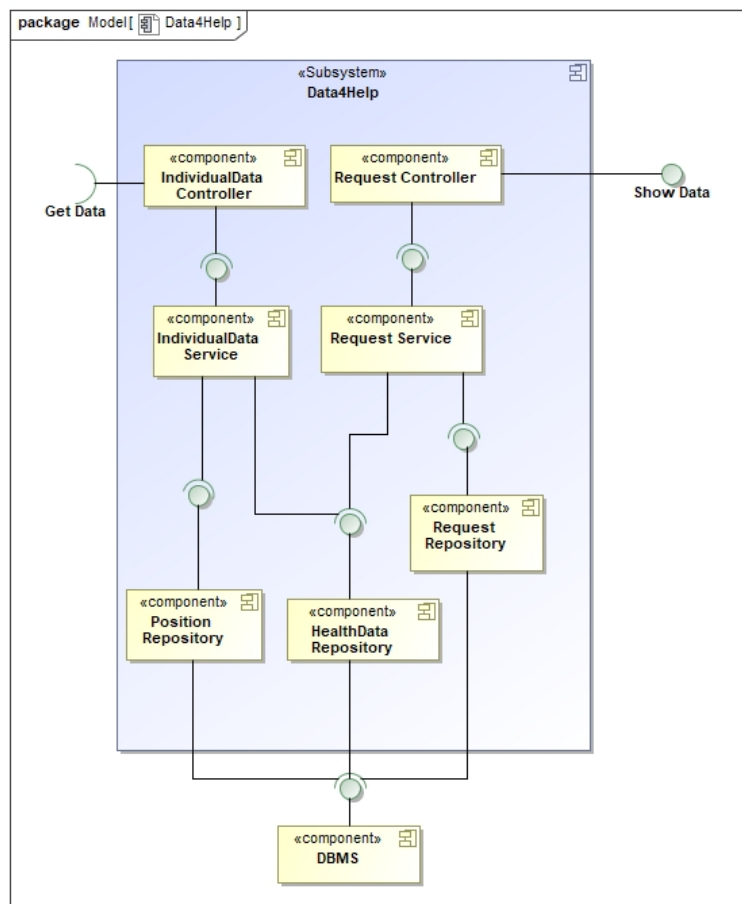 package Model[ Data4Help ]
«Subsystem»
Data4Help
«component»
IndividualData
Controller
«component»
Request Controller
Get Data
Show Data
«component»
IndividualData
Service
«component»
Request Service
«component»
Request
Repository
«component»
Position
Repository
«component»
HealthData
Repository
«component»
DBMS